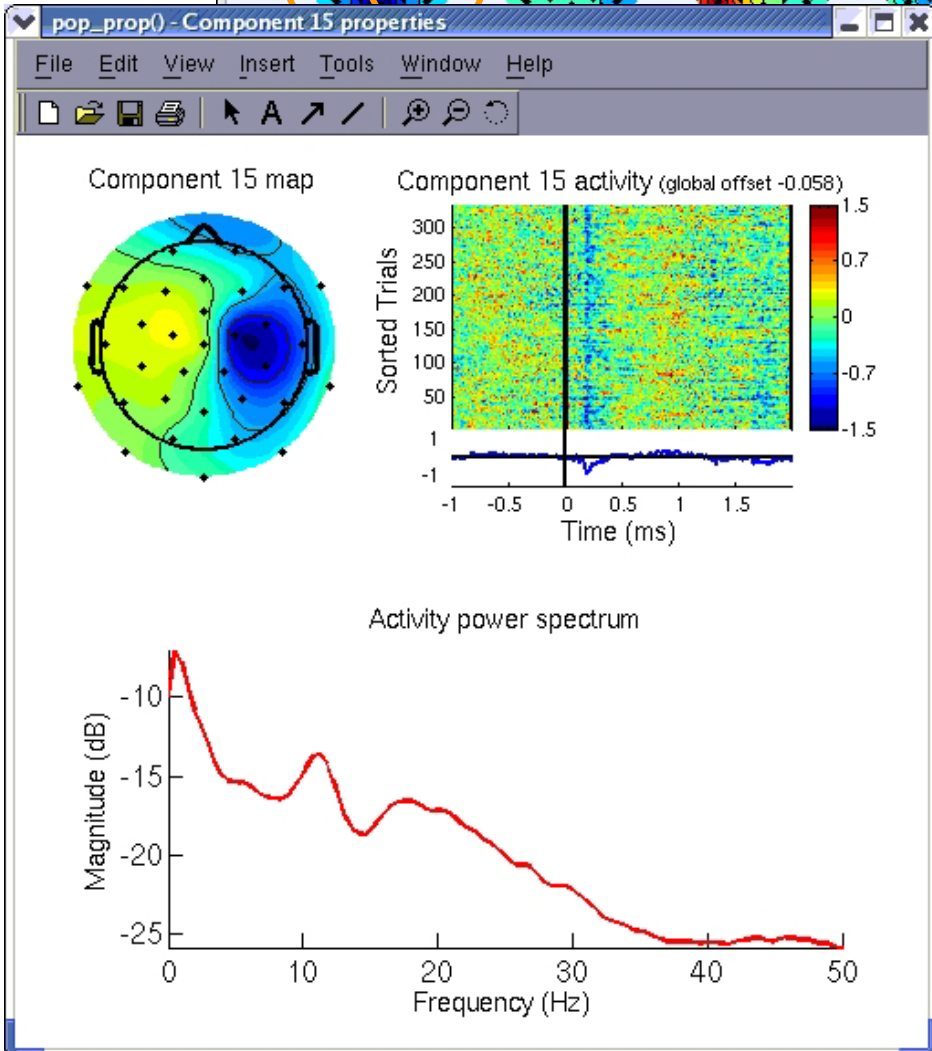 pop_prop() - Component 15 properties
File Edit View Insert Tools Window Help
A
Component 15 map
Component 15 activity (global offset -0.058)
Sorted Trials
300
250
200
150
100
50
1
-1
-1 -0.5 0 0.5 1 1.5
Time (ms)
1.5
0.7
0
-0.7
-1.5
Activity power spectrum
Magnitude (dB)
-10
-15
-20
-25
0 10 20 30 40 50
Frequency (Hz)